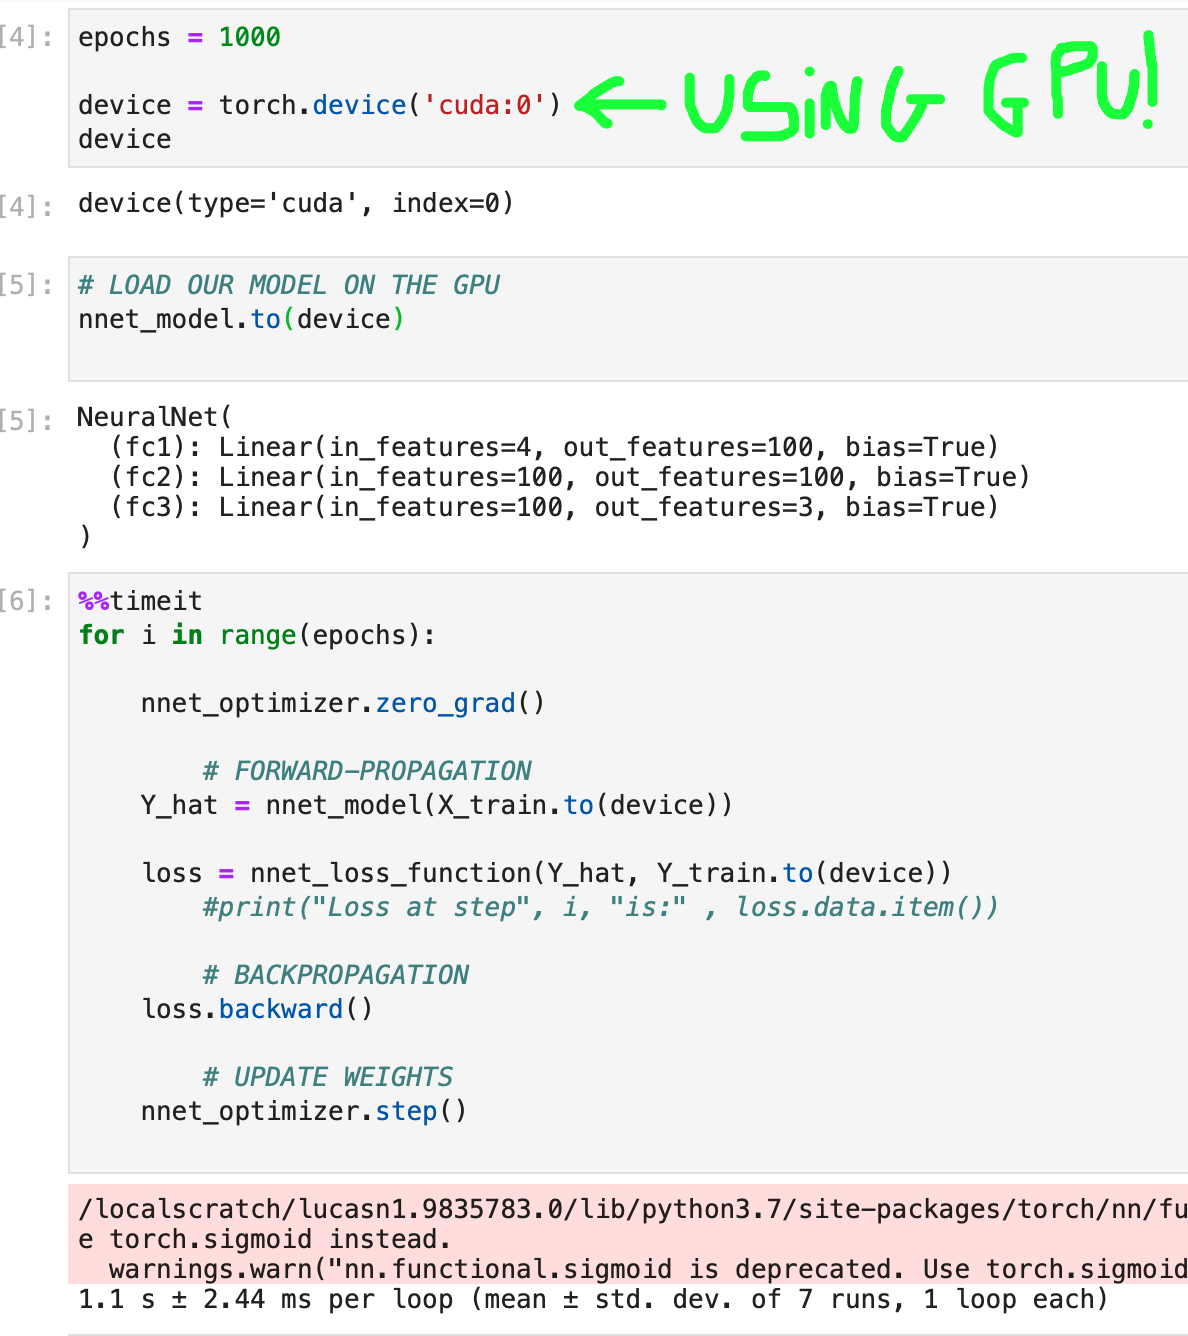 [4]: epochs = 1000
device = torch.device('cuda:0') ← USiNG GPU!
device
[4]: device(type='cuda', index=0)
[5]: # LOAD OUR MODEL ON THE GPU
nnet_model.to(device)
[5]: NeuralNet(
(fc1): Linear(in_features=4, out_features=100, bias=True)
(fc2): Linear(in_features=100, out_features=100, bias=True)
(fc3): Linear(in_features=100, out_features=3, bias=True)
)
[6]: %%timeit
for i in range(epochs):
nnet_optimizer.zero_grad()
# FORWARD-PROPAGATION
Y_hat = nnet_model(X_train.to(device))
loss = nnet_loss_function(Y_hat, Y_train.to(device))
#print("Loss at step", i, "is:" , loss.data.item())
# BACKPROPAGATION
loss.backward()
# UPDATE WEIGHTS
nnet_optimizer.step()
/localscratch/lucasn1.9835783.0/lib/python3.7/site-packages/torch/nn/fu
e torch.sigmoid instead.
warnings.warn("nn.functional.sigmoid is deprecated. Use torch.sigmoid
1.1 s ± 2.44 ms per loop (mean ± std. dev. of 7 runs, 1 loop each)